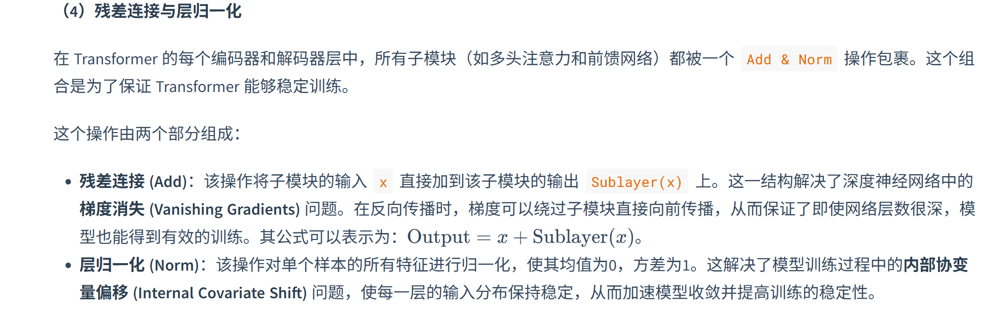 （4）残差连接与层归一化
在 Transformer 的每个编码器和解码器层中，所有子模块（如多头注意力和前馈网络）都被一个 Add & Norm 操作包裹。这个组
合是为了保证 Transformer 能够稳定训练。
这个操作由两个部分组成：
• 残差连接 (Add)：该操作将子模块的输入 x 直接加到该子模块的输出 Sublayer(x) 上。这一结构解决了深度神经网络中的
梯度消失 (Vanishing Gradients) 问题。在反向传播时，梯度可以绕过子模块直接向前传播，从而保证了即使网络层数很深，模
型也能得到有效的训练。其公式可以表示为：Output = x + Sublayer(x)。
• 层归一化 (Norm)：该操作对单个样本的所有特征进行归一化，使其均值为0，方差为1。这解决了模型训练过程中的内部协变
量偏移 (Internal Covariate Shift) 问题，使每一层的输入分布保持稳定，从而加速模型收敛并提高训练的稳定性。